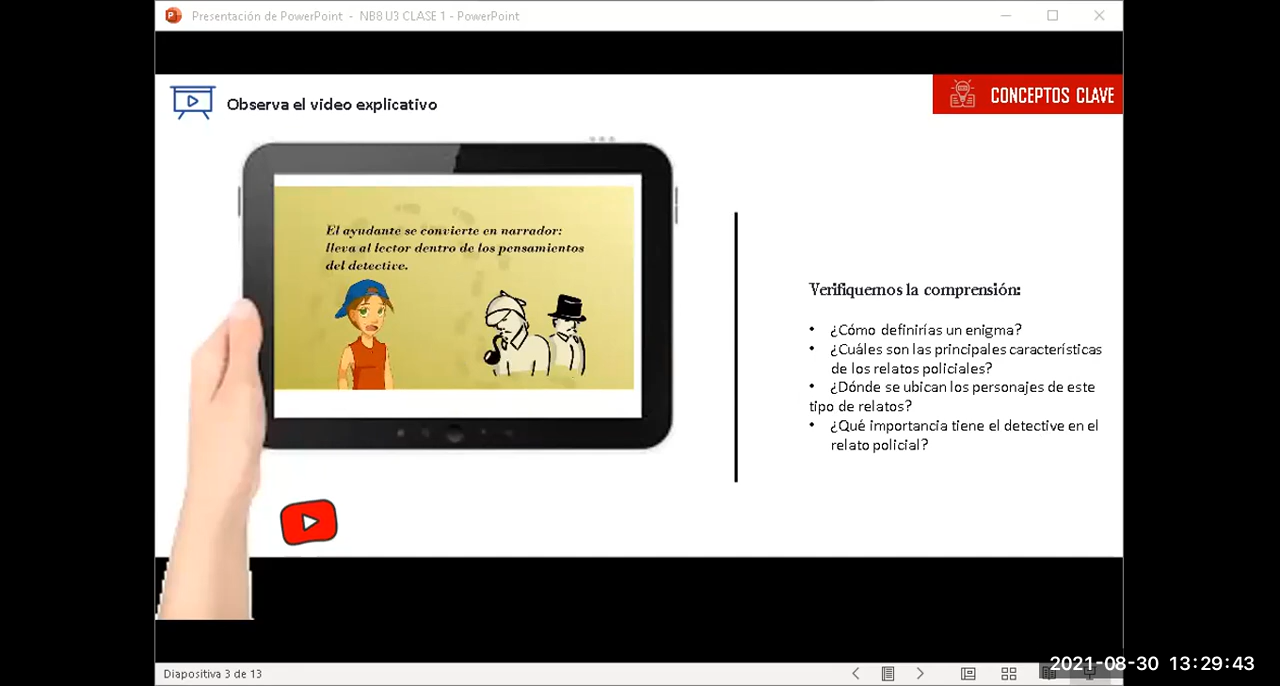 Presentación de PowerPoint - NB8 U3 CLASE 1 - PowerPoint
Observa el video explicativo
CONCEPTOS CLAVE
El ayudante se convierte en narrador:
lleva al lector dentro de los pensamientos
del detective.
Verifiquemos la comprensión:
• ¿Cómo definirías un enigma?
• ¿Cuáles son las principales características
de los relatos policiales?
• ¿Dónde se ubican los personajes de este
tipo de relatos?
• ¿Qué importancia tiene el detective en el
relato policial?
Diapositiva 3 de 13
2021-08-30 13:29:43